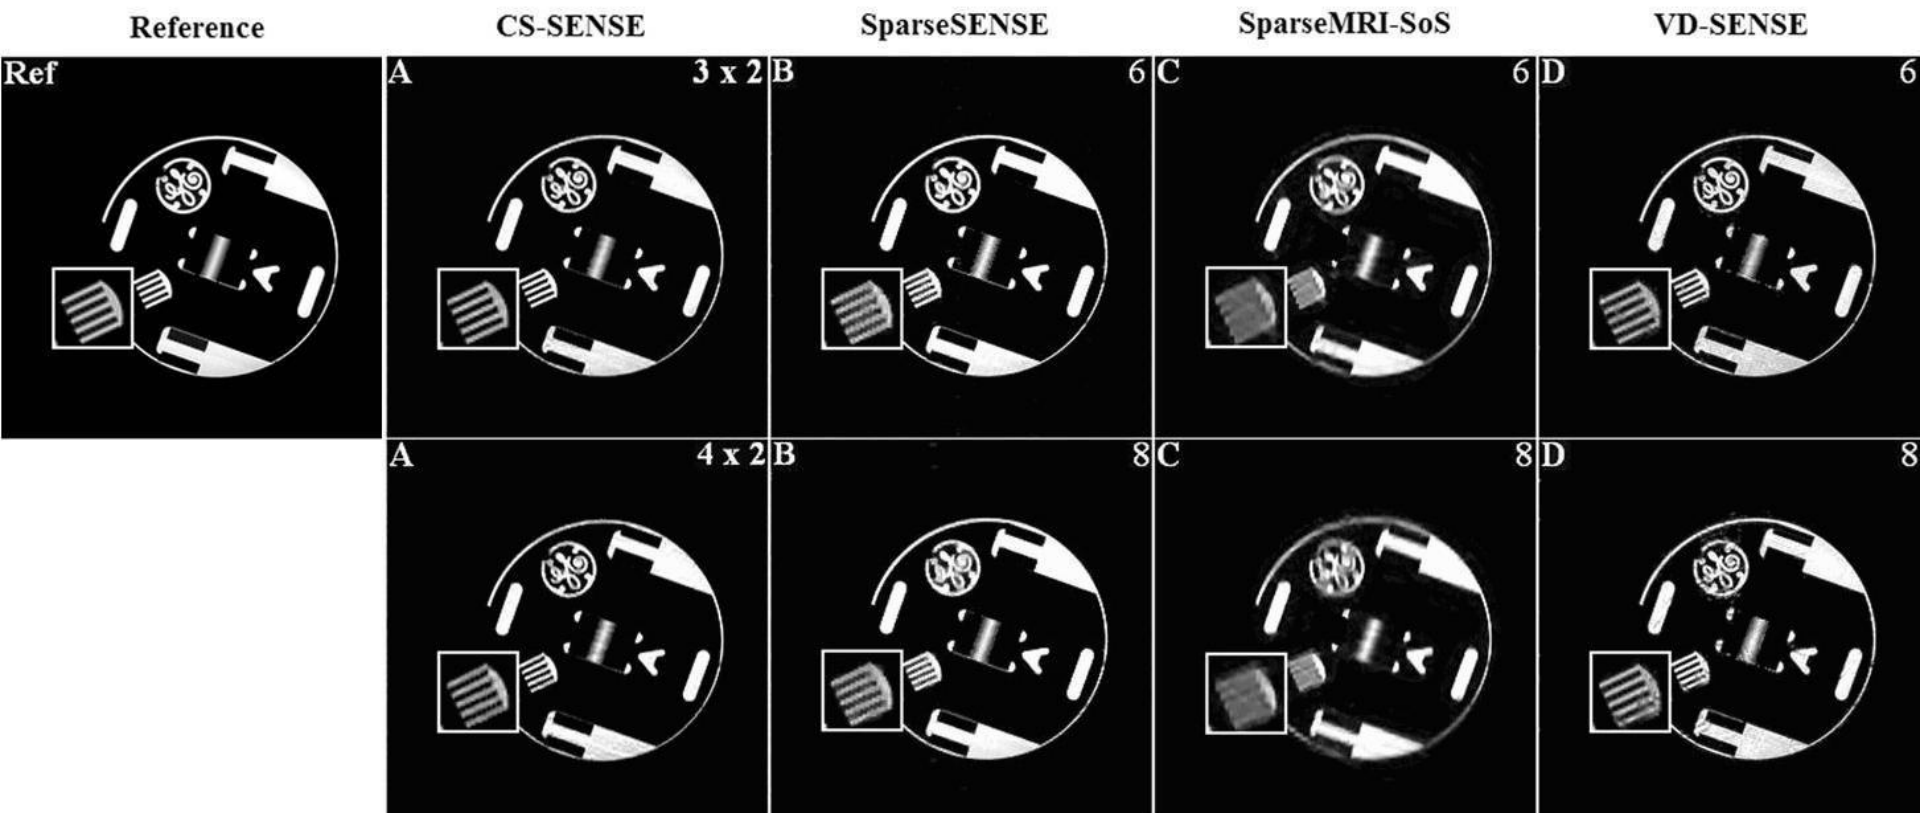 Reference CS-SENSE SparseSENSE SparseMRI-SoS VD-SENSE
Ref A 3 x 2 B 6 C 6 D 6
A 4 x 2 B 8 C 8 D 8